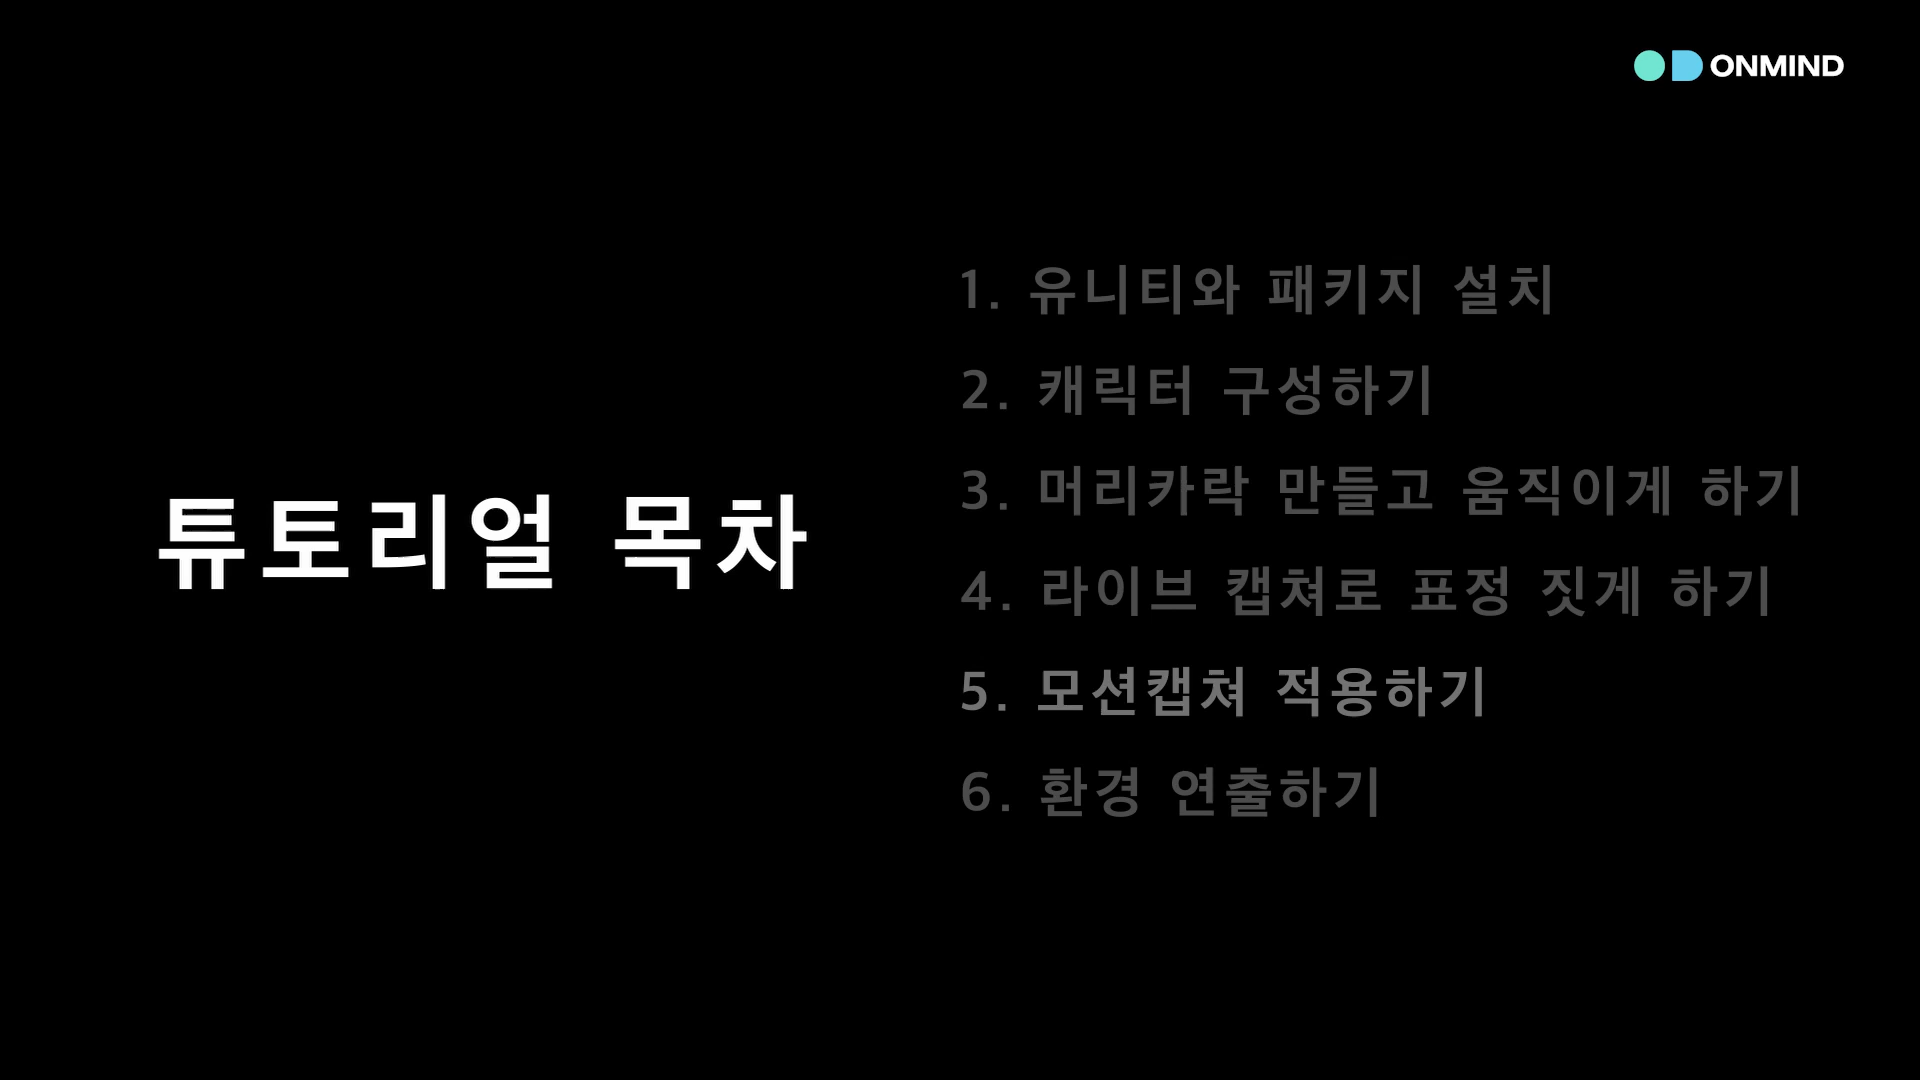 ONMIND
튜토리얼 목차
1. 유니티와 패키지 설치
2. 캐릭터 구성하기
3. 머리카락 만들고 움직이게 하기
4. 라이브 캡쳐로 표정 짓게 하기
5. 모션캡쳐 적용하기
6. 환경 연출하기